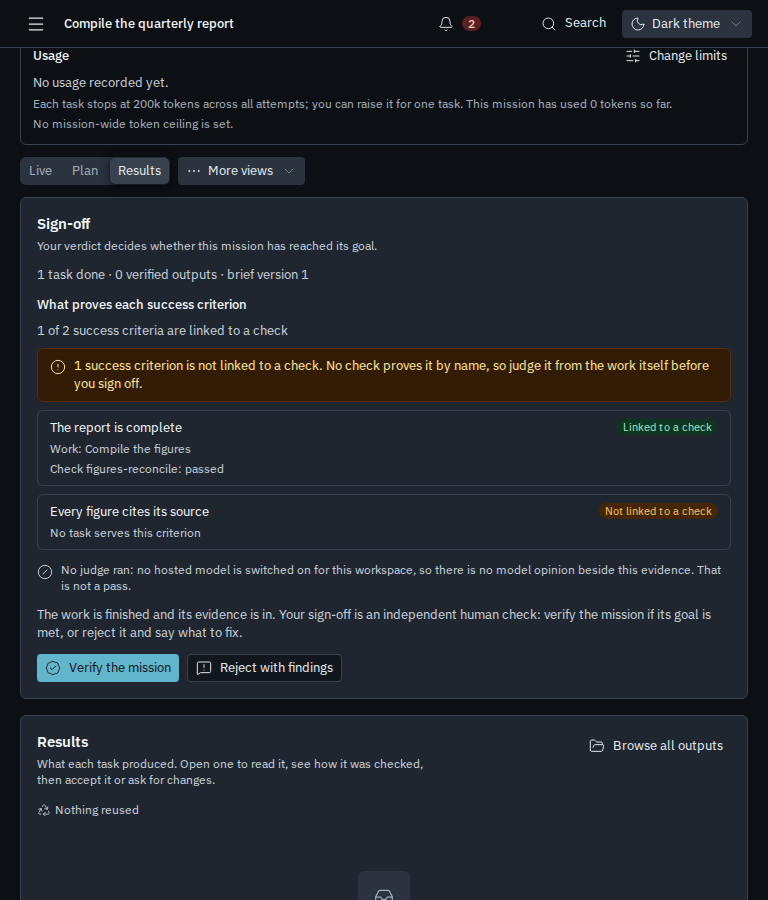 Compile the quarterly report
2
Search
Dark theme
Usage
Change limits
No usage recorded yet.
Each task stops at 200k tokens across all attempts; you can raise it for one task. This mission has used 0 tokens so far.
No mission-wide token ceiling is set.
Live
Plan
Results
More views
Sign-off
Your verdict decides whether this mission has reached its goal.
1 task done · 0 verified outputs · brief version 1
What proves each success criterion
1 of 2 success criteria are linked to a check
1 success criterion is not linked to a check. No check proves it by name, so judge it from the work itself before
you sign off.
The report is complete
Linked to a check
Work: Compile the figures
Check figures-reconcile: passed
Every figure cites its source
Not linked to a check
No task serves this criterion
No judge ran: no hosted model is switched on for this workspace, so there is no model opinion beside this evidence. That
is not a pass.
The work is finished and its evidence is in. Your sign-off is an independent human check: verify the mission if its goal is
met, or reject it and say what to fix.
Verify the mission
Reject with findings
Results
Browse all outputs
What each task produced. Open one to read it, see how it was checked,
then accept it or ask for changes.
Nothing reused